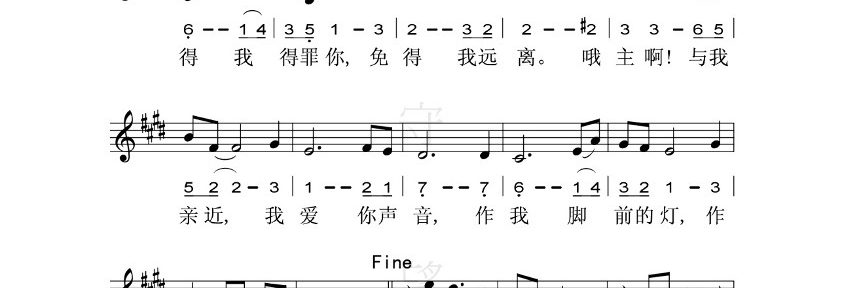 6 - - 1 4 | 3 5 1 - 3 | 2 - - 3 2 | 2 - - #2 | 3 3 - 6 5 |
得 我 得罪你, 免 得 我远 离。 哦 主 啊! 与我
守
5 2 2 - 3 | 1 - - 2 1 | 7 - - 7 | 6 - - 1 4 | 3 2 1 - 3 |
亲近, 我 爱 你声 音, 作 我 脚 前的灯, 作
Fine
望